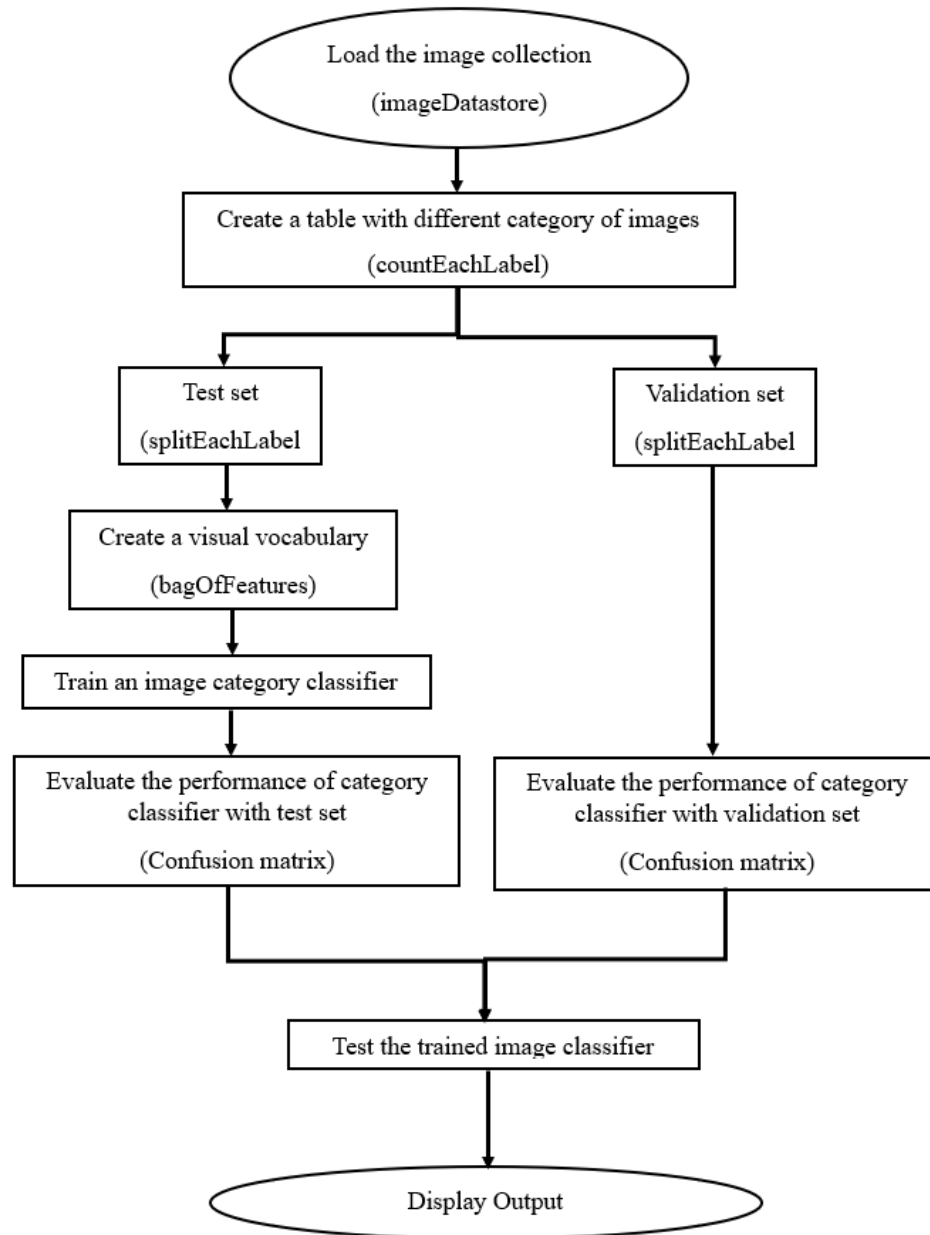 Load the image collection
(imageDatastore)
Create a table with different category of images
(countEachLabel)
Test set
(splitEachLabel
Validation set
(splitEachLabel
Create a visual vocabulary
(bagOfFeatures)
Train an image category classifier
Evaluate the performance of category
classifier with test set
(Confusion matrix)
Evaluate the performance of category
classifier with validation set
(Confusion matrix)
Test the trained image classifier
Display Output